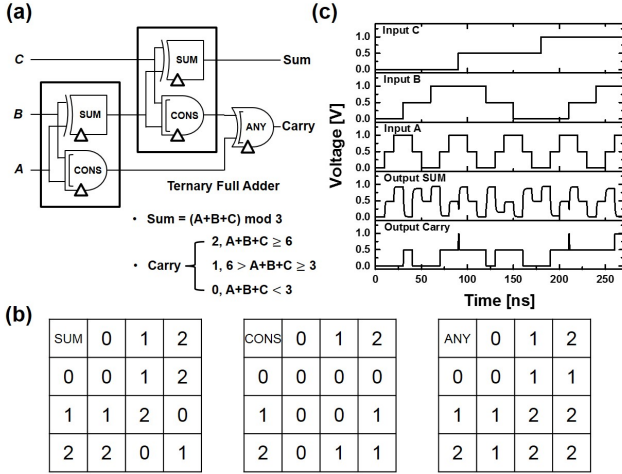 (a)
C
SUM
Sum
B
SUM
CONS
ANY
Carry
A
CONS
Ternary Full Adder
• Sum = (A+B+C) mod 3
2, A+B+C ≥ 6
• Carry { 1, 6 > A+B+C ≥ 3
0, A+B+C < 3
(c)
Voltage [V]
Input C
1.0
0.5
0.0
Input B
1.0
0.5
0.0
Input A
1.0
0.5
0.0
Output SUM
1.0
0.5
0.0
Output Carry
1.0
0.5
0.0
0 50 100 150 200 250
Time [ns]
(b)
SUM 0 1 2
0 0 1 2
1 1 2 0
2 2 0 1
CONS 0 1 2
0 0 0 0
1 0 0 1
2 0 1 1
ANY 0 1 2
0 0 1 1
1 1 2 2
2 1 2 2